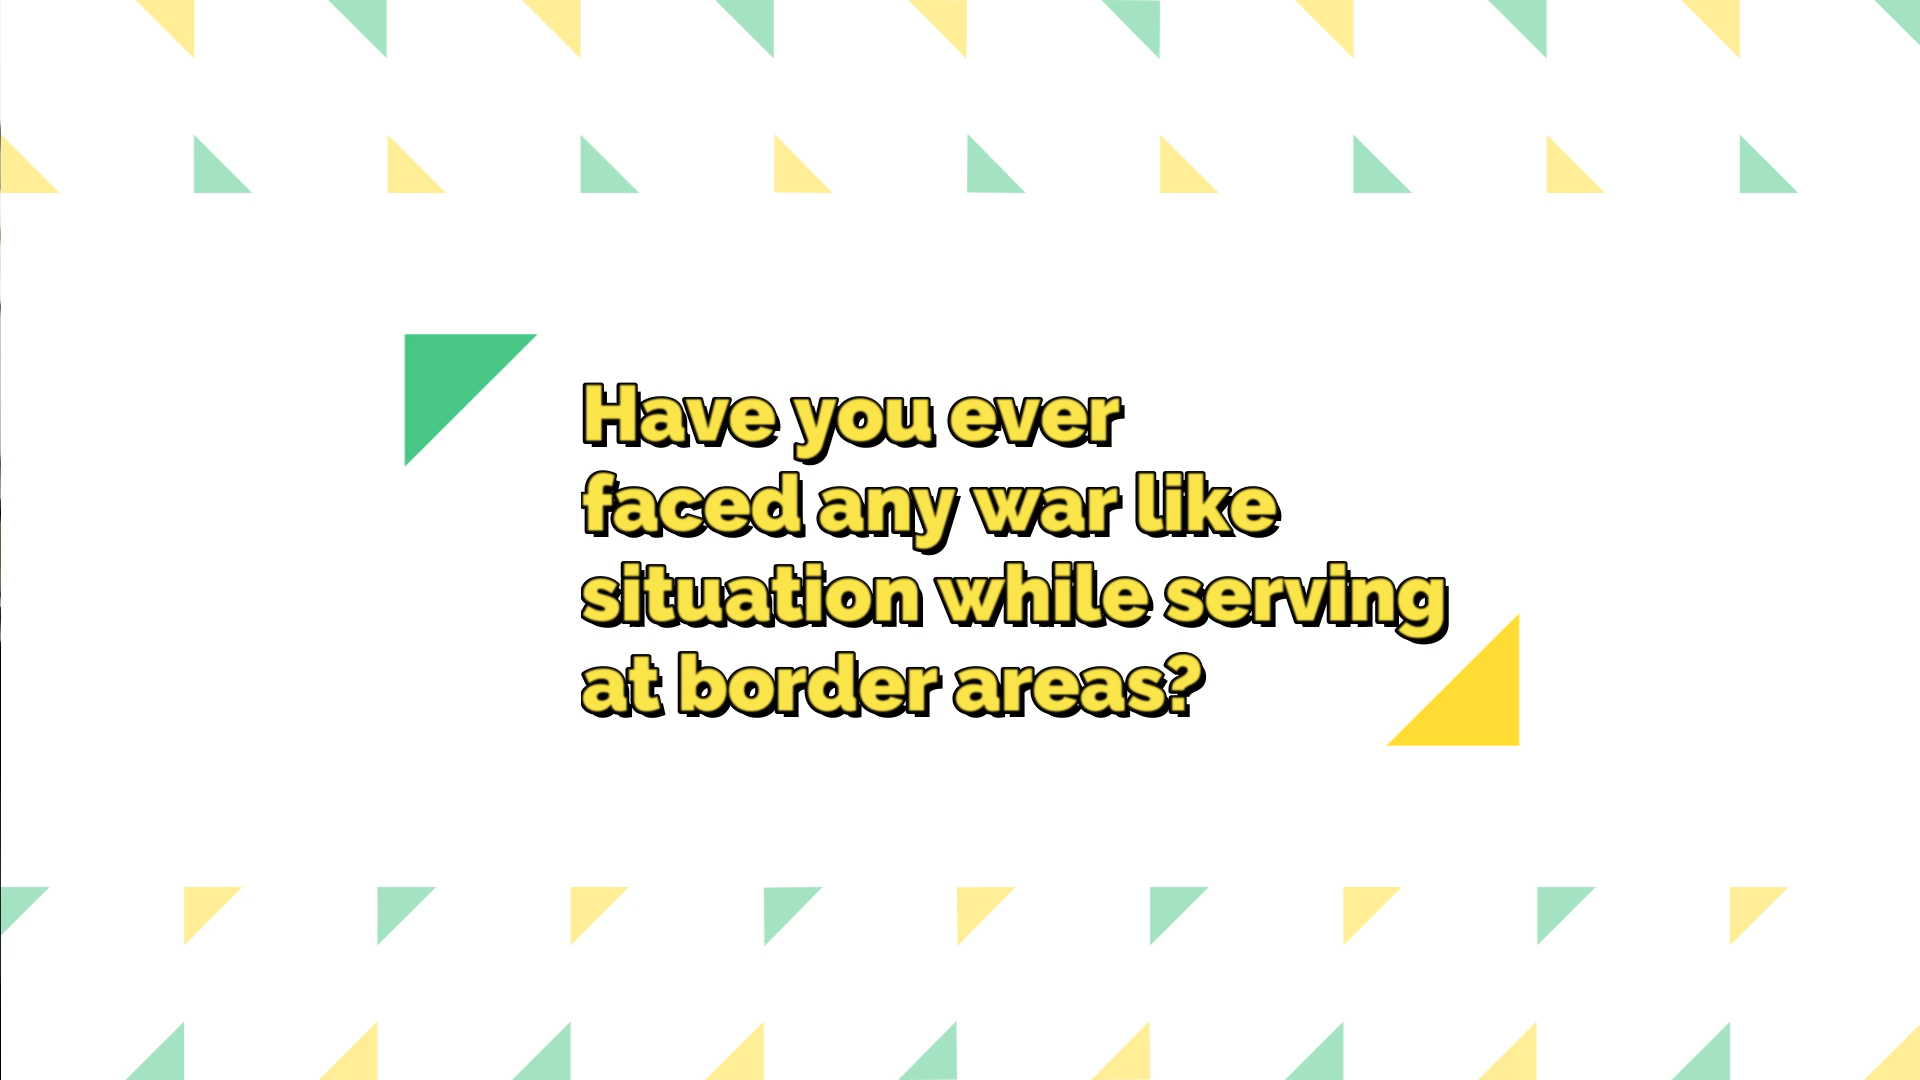 Have you ever
faced any war like
situation while serving
at border areas?